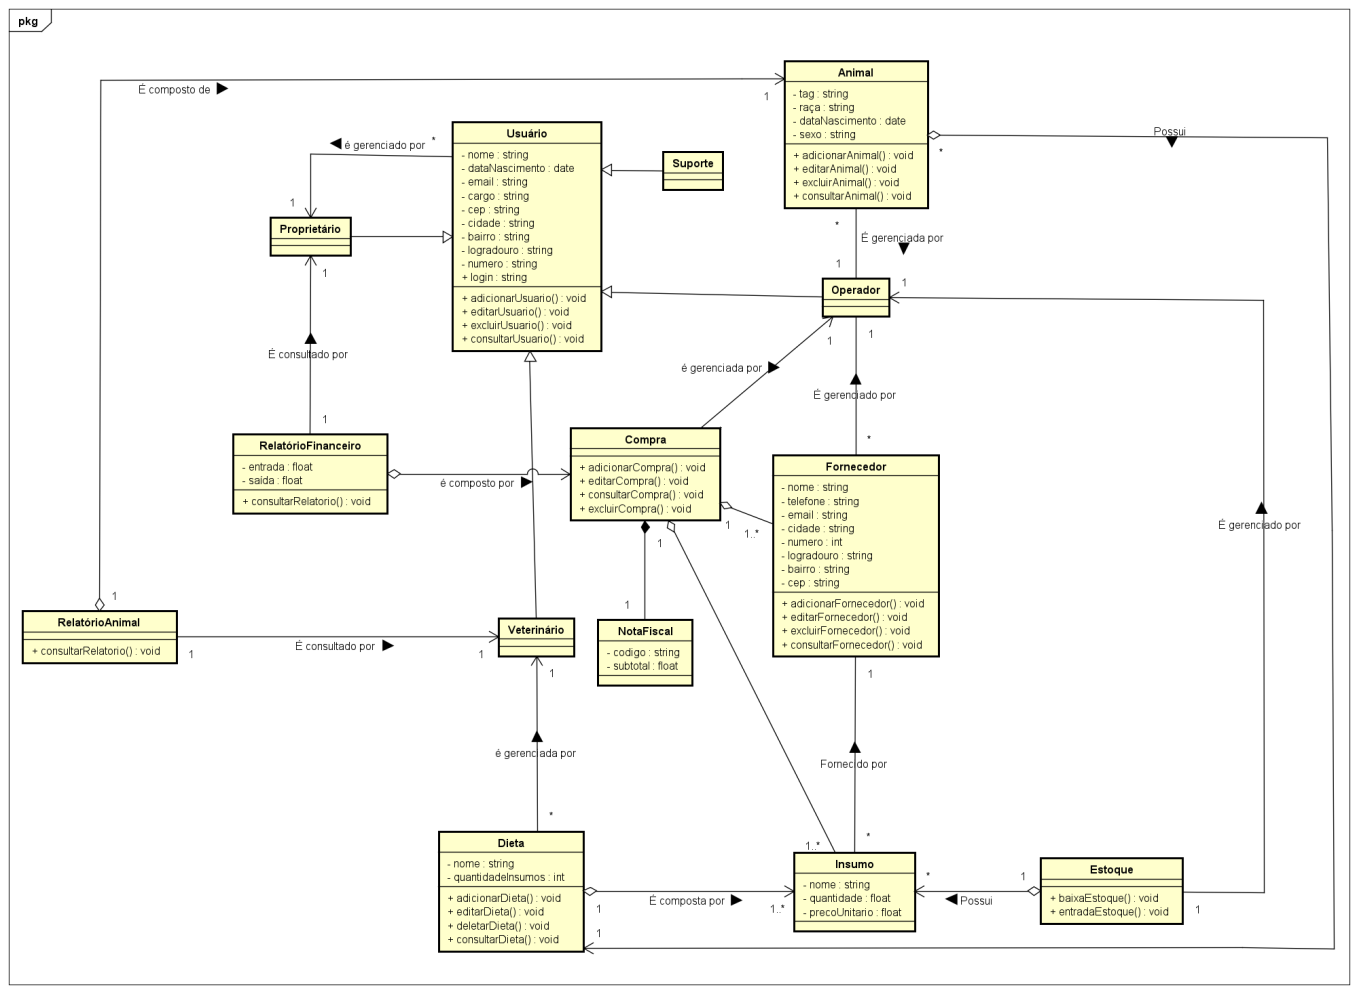 pkg
Animal
- tag : string
- raça : string
- dataNascimento : date
- sexo : string
+ adicionarAnimal() : void
+ editarAnimal() : void
+ excluirAnimal() : void
+ consultarAnimal() : void
É composto de
1
Possui
*
Usuário
- nome : string
- dataNascimento : date
- email : string
- cargo : string
- cep : string
- cidade : string
- bairro : string
- logradouro : string
- numero : string
+ login : string
+ adicionarUsuario() : void
+ editarUsuario() : void
+ excluirUsuario() : void
+ consultarUsuario() : void
é gerenciado por
*
1
Suporte
Proprietário
1
É consultado por
1
*
É gerenciada por
1
Operador
1
1
1
é gerenciada por
É gerenciado por
*
RelatórioFinanceiro
- entrada : float
- saída : float
+ consultarRelatorio() : void
é composto por
Compra
+ adicionarCompra() : void
+ editarCompra() : void
+ consultarCompra() : void
+ excluirCompra() : void
1
1..*
1
1
Fornecedor
- nome : string
- telefone : string
- email : string
- cidade : string
- numero : int
- logradouro : string
- bairro : string
- cep : string
+ adicionarFornecedor() : void
+ editarFornecedor() : void
+ excluirFornecedor() : void
+ consultarFornecedor() : void
É gerenciado por
1
RelatórioAnimal
+ consultarRelatorio() : void
1
É consultado por
1
Veterinário
1
NotaFiscal
- codigo : string
- subtotal : float
1
Fornecido por
*
é gerenciada por
*
Dieta
- nome : string
- quantidadeInsumos : int
+ adicionarDieta() : void
+ editarDieta() : void
+ deletarDieta() : void
+ consultarDieta() : void
1
É composta por
1..*
1
1..*
Insumo
- nome : string
- quantidade : float
- precoUnitario : float
*
Possui
1
Estoque
+ baixaEstoque() : void
+ entradaEstoque() : void
1